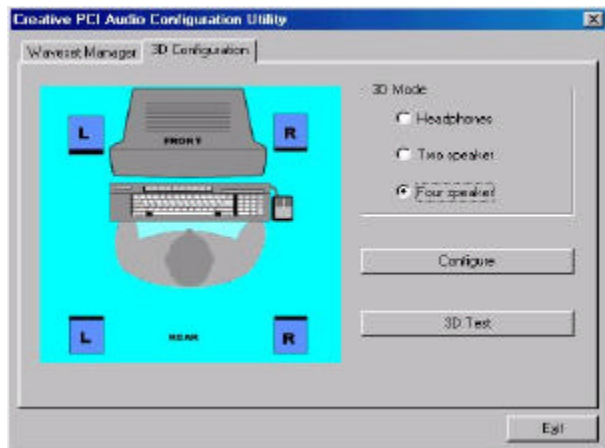 Creative PCI Audio Configuration Utility
Waveset Manager
3D Configuration
L
FRONT
R
L
REAR
R
3D Mode
Headphones
Two speaker
Four speaker
Configure
3D Test
Exit